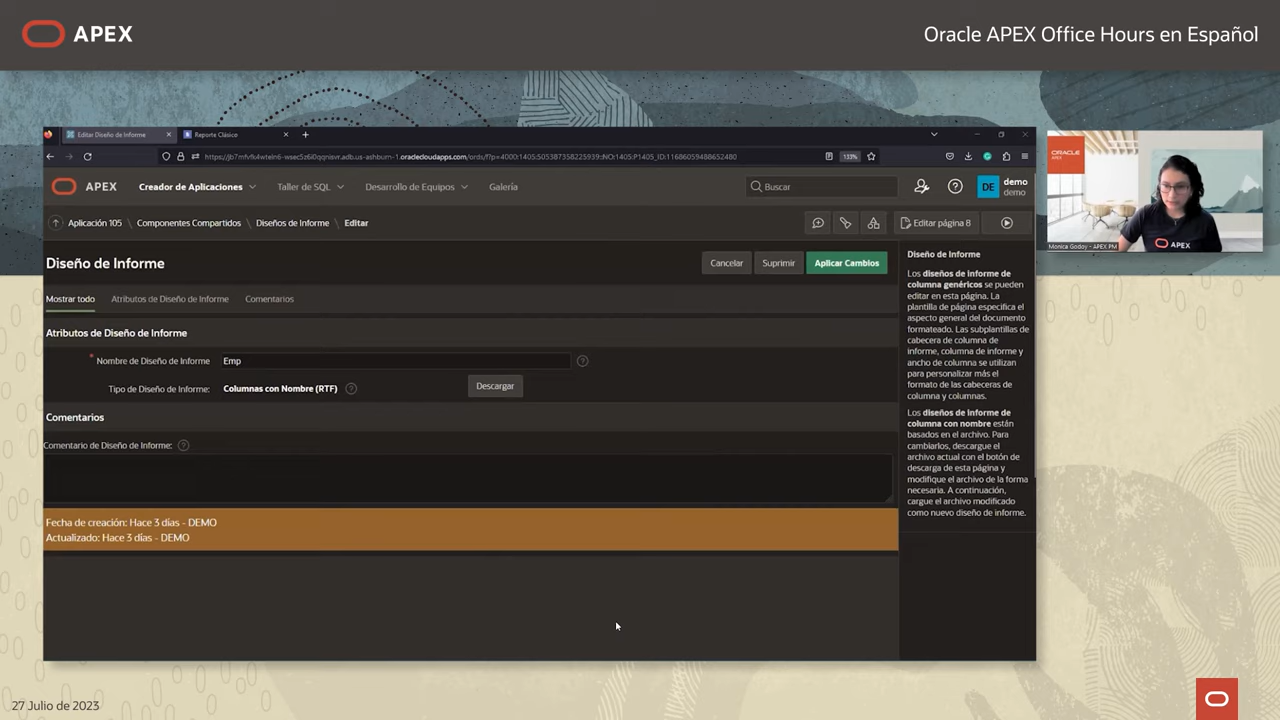 APEX
Oracle APEX Office Hours en Español
Editar Diseño de Informe
Reporte Clásico
133%
APEX
Creador de Aplicaciones
Taller de SQL
Desarrollo de Equipos
Galería
Buscar
DE
demo
demo
Aplicación 105
Componentes Compartidos
Diseños de Informe
Editar
Editar página 8
Diseño de Informe
Cancelar
Suprimir
Aplicar Cambios
Mostrar todo
Atributos de Diseño de Informe
Comentarios
Atributos de Diseño de Informe
* Nombre de Diseño de Informe
Emp
Tipo de Diseño de Informe:
Columnas con Nombre (RTF)
Descargar
Comentarios
Comentario de Diseño de Informe:
Fecha de creación: Hace 3 días - DEMO
Actualizado: Hace 3 días - DEMO
Diseño de Informe
Los diseños de informe de
columna genéricos se pueden
editar en esta página. La
plantilla de página especifica el
aspecto general del documento
formateado. Las subplantillas de
cabecera de columna de
informe, columna de informe y
ancho de columna se utilizan
para personalizar más el
formato de las cabeceras de
columna y columnas.
Los diseños de informe de
columna con nombre están
basados en el archivo. Para
cambiarlos, descargue el
archivo actual con el botón de
descarga de esta página y
modifique el archivo de la forma
necesaria. A continuación,
cargue el archivo modificado
como nuevo diseño de informe.
ORACLE
APEX
APEX
Monica Godoy - APEX PM
27 Julio de 2023